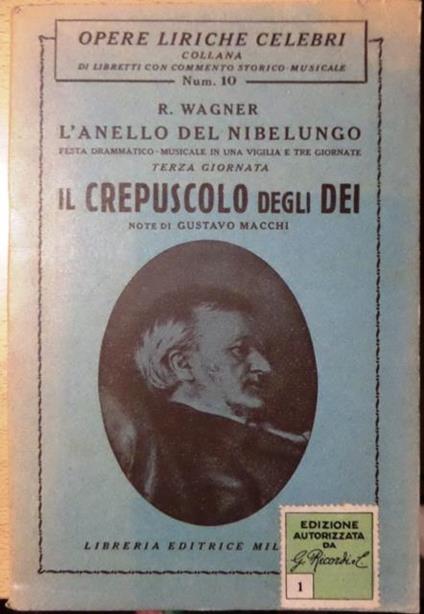 OPERE LIRICHE CELEBRI
COLLANA
DI LIBRETTI CON COMMENTO STORICO-MUSICALE
Num. 10
R. WAGNER
L'ANELLO DEL NIBELUNGO
FESTA DRAMMATICO-MUSICALE IN UNA VIGILIA E TRE GIORNATE
TERZA GIORNATA
IL CREPUSCOLO DEGLI DEI
NOTE DI GUSTAVO MACCHI
LIBRERIA EDITRICE MIL
EDIZIONE
AUTORIZZATA
DA
G. Ricordi e C.
1